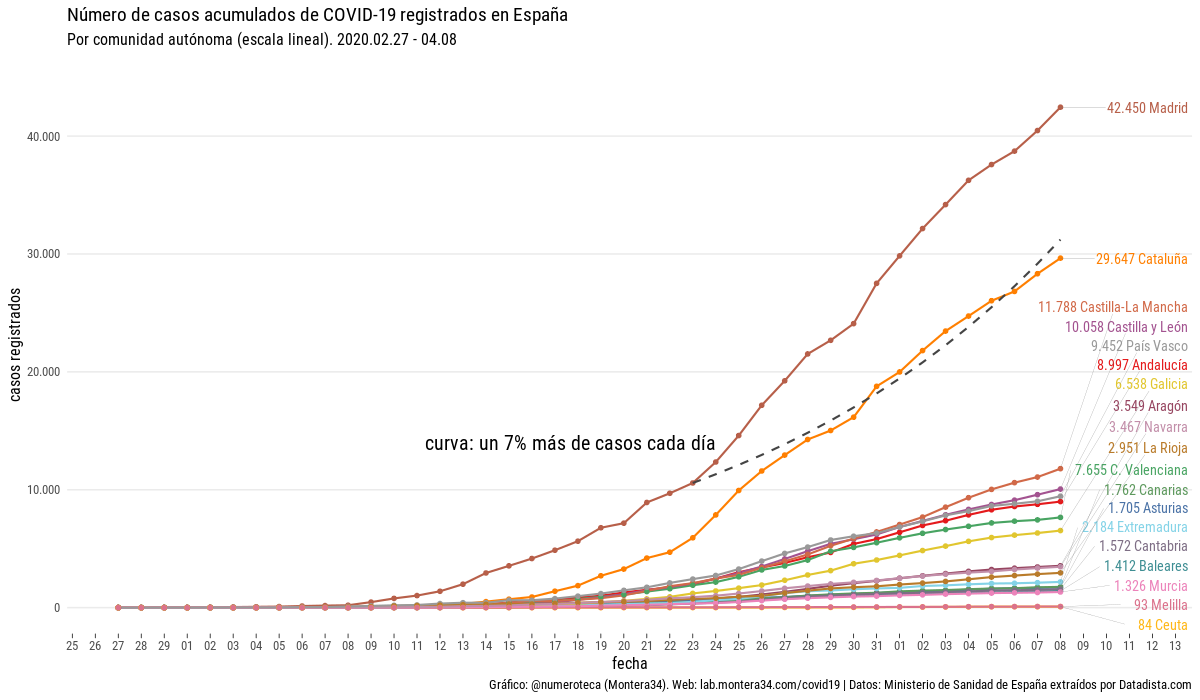 Número de casos acumulados de COVID-19 registrados en España
Por comunidad autónoma (escala lineal). 2020.02.27 - 04.08
42.450 Madrid
40.000
30.000
29.647 Cataluña
11.788 Castilla-La Mancha
10.058 Castilla y León
9.452 País Vasco
8.997 Andalucía
20.000
6.538 Galicia
3.549 Aragón
3.467 Navarra
curva: un 7% más de casos cada día
2.951 La Rioja
7.655 C. Valenciana
10.000
1.762 Canarias
1.705 Asturias
2.184 Extremadura
1.572 Cantabria
1.412 Baleares
1.326 Murcia
0
93 Melilla
84 Ceuta
casos registrados
25 26 27 28 29 01 02 03 04 05 06 07 08 09 10 11 12 13 14 15 16 17 18 19 20 21 22 23 24 25 26 27 28 29 30 31 01 02 03 04 05 06 07 08 09 10 11 12 13
fecha
Gráfico: @numeroteca (Montera34). Web: lab.montera34.com/covid19 | Datos: Ministerio de Sanidad de España extraídos por Datadista.com